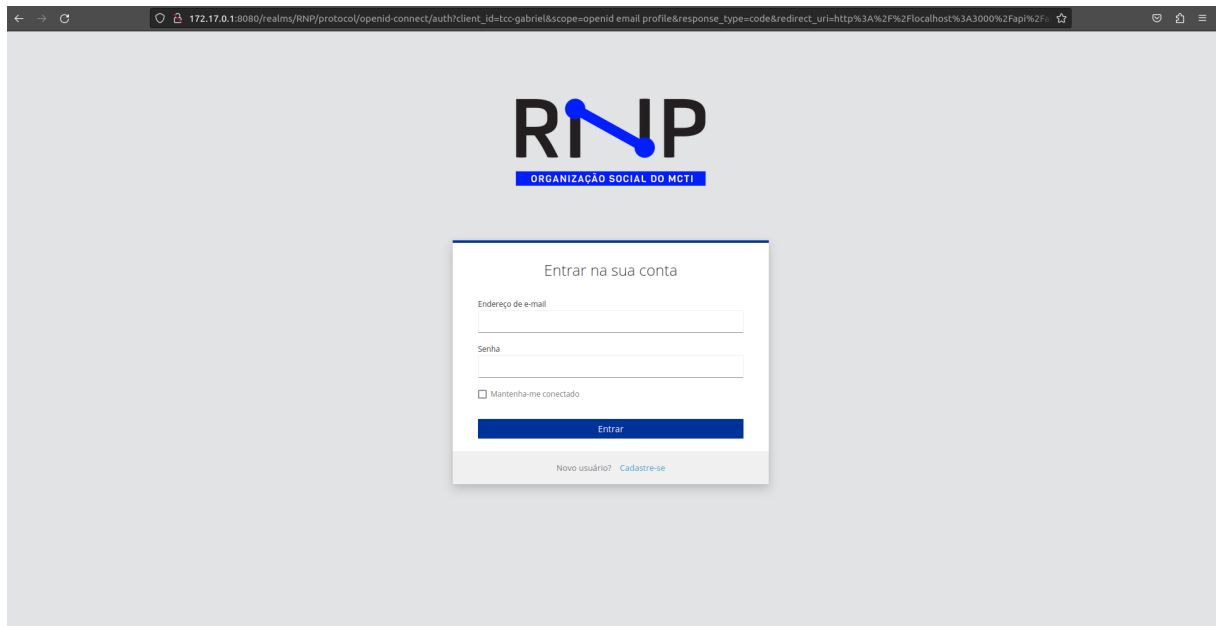 172.17.0.1:8080/realms/RNP/protocol/openid-connect/auth?client_id=tcc-gabriel&scope=openid email profile&response_type=code&redirect_uri=http%3A%2F%2Flocalhost%3A3000%2Fapi%2Fa
RNP
ORGANIZAÇÃO SOCIAL DO MCTI
Entrar na sua conta
Endereço de e-mail
Senha
Mantenha-me conectado
Entrar
Novo usuário? Cadastre-se